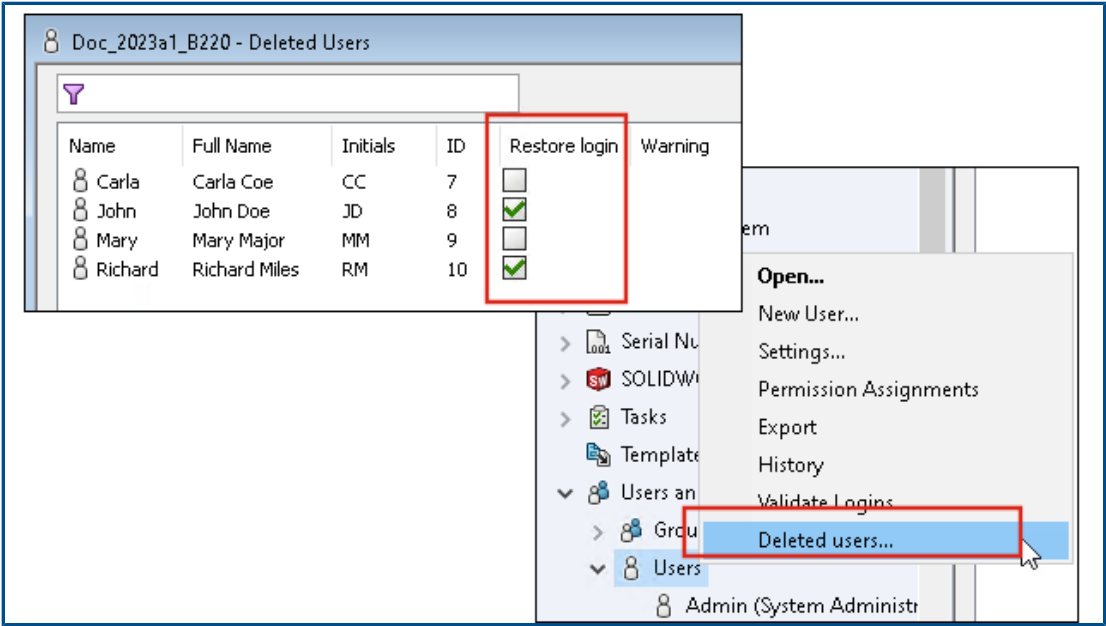 Doc_2023a1_B220 - Deleted Users
Name Full Name Initials ID Restore login Warning
Carla Carla Coe CC 7
John John Doe JD 8
Mary Mary Major MM 9
Richard Richard Miles RM 10
em
Open...
New User...
Serial Nu
Settings...
SOLIDW
Permission Assignments
Tasks
Export
Template
History
Users an
Validate Logins
Grou
Deleted users...
Users
Admin (System Administr